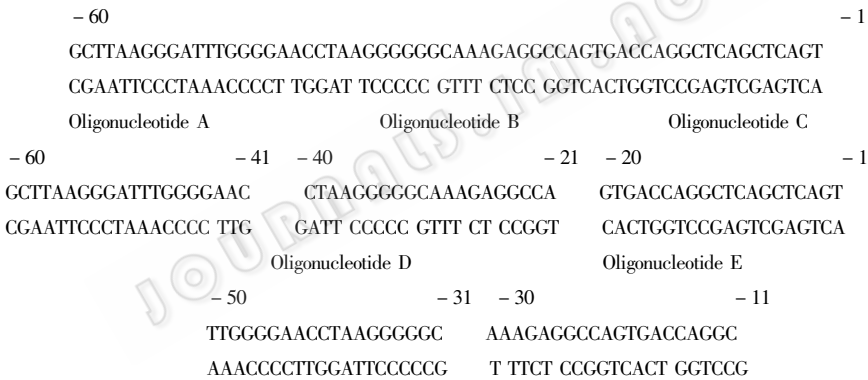 -60 -1
GCTTAAGGGATTTGGGGAACCTAAGGGGGGCAAAGAGGCCAGTGACCAGGCTCAGCTCAGT
CGAATTCCCTAAACCCCT TGGAT TCCCCC GTTT CTCC GGTCACTGGTCCGAGTCGAGTCA
Oligonucleotide A Oligonucleotide B Oligonucleotide C
-60 -41 -40 -21 -20 -1
GCTTAAGGGATTTGGGGAAC CTAAGGGGGCAAAGAGGCCA GTGACCAGGCTCAGCTCAGT
CGAATTCCCTAAACCCC TTG GATT CCCCC GTTT CT CCGGT CACTGGTCCGAGTCGAGTCA
Oligonucleotide D Oligonucleotide E
-50 -31 -30 -11
TTGGGGAACCTAAGGGGGC AAAGAGGCCAGTGACCAGGC
AAACCCCTTGGATTCCCCCG T TTCT CCGGTCACT GGTCCG